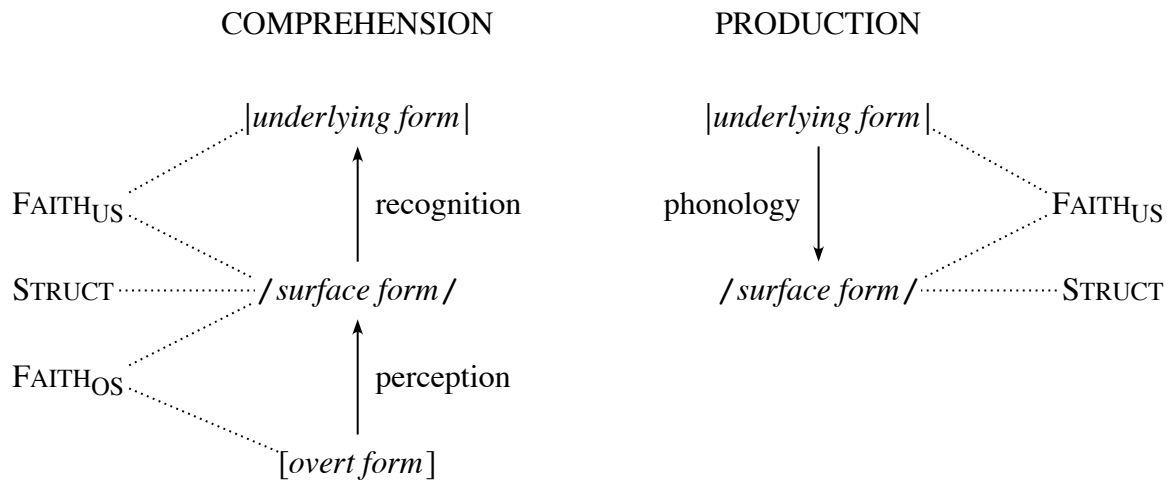 COMPREHENSION PRODUCTION
|underlying form| |underlying form|
FAITHUS recognition phonology FAITHUS
STRUCT /surface form/ /surface form/ STRUCT
FAITHOS perception
[overt form]